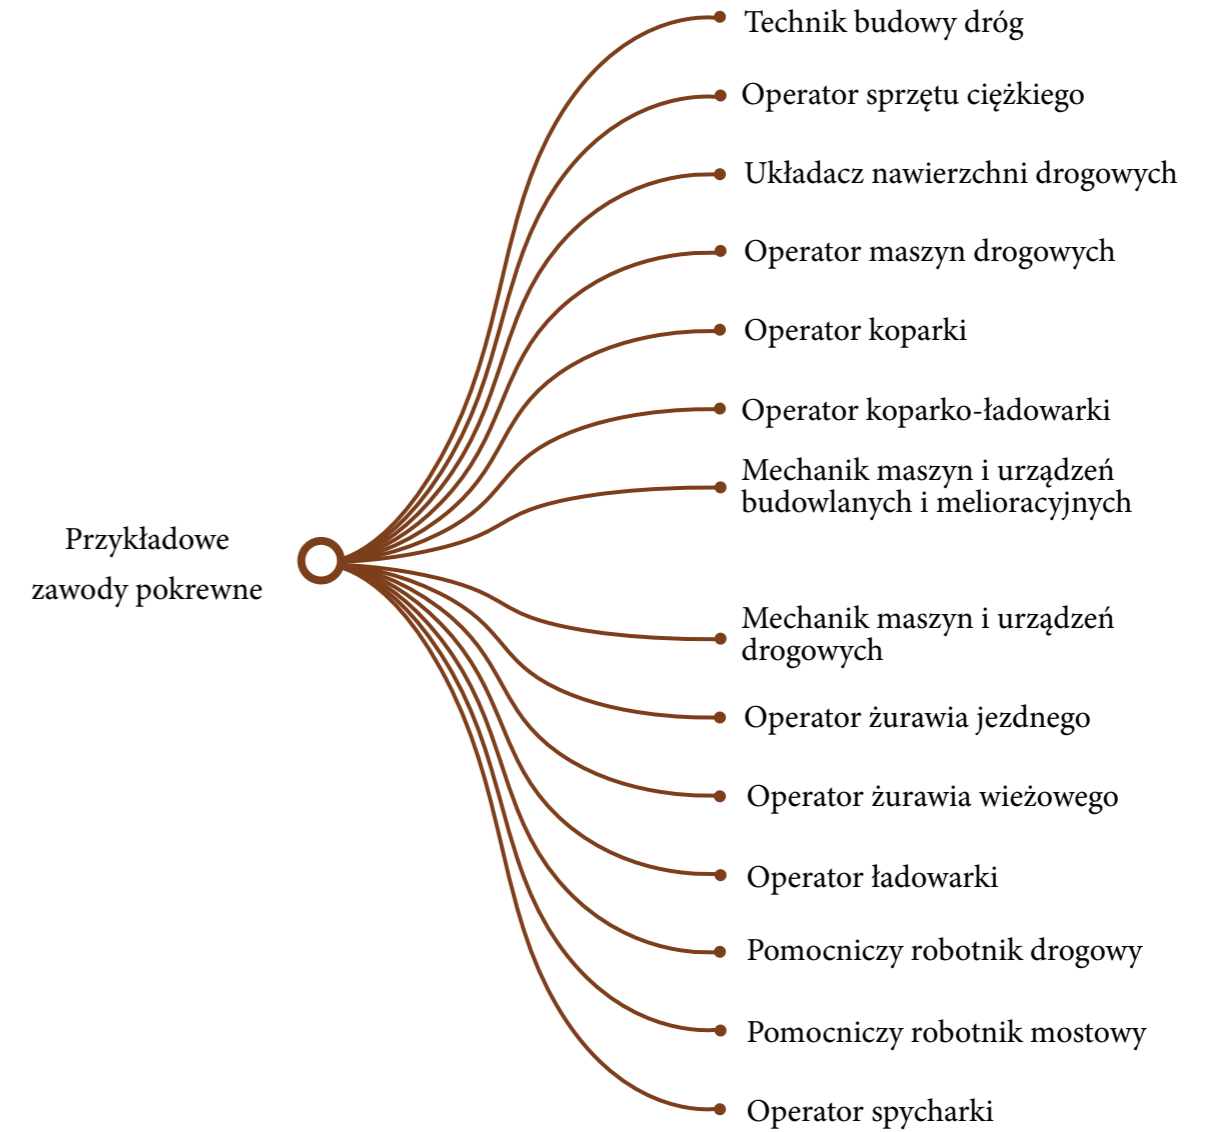 Przykładowe
zawody pokrewne
Technik budowy dróg
Operator sprzętu ciężkiego
Układacz nawierzchni drogowych
Operator maszyn drogowych
Operator koparki
Operator koparko-ładowarki
Mechanik maszyn i urządzeń
budowlanych i melioracyjnych
Mechanik maszyn i urządzeń
drogowych
Operator żurawia jezdnego
Operator żurawia wieżowego
Operator ładowarki
Pomocniczy robotnik drogowy
Pomocniczy robotnik mostowy
Operator spycharki